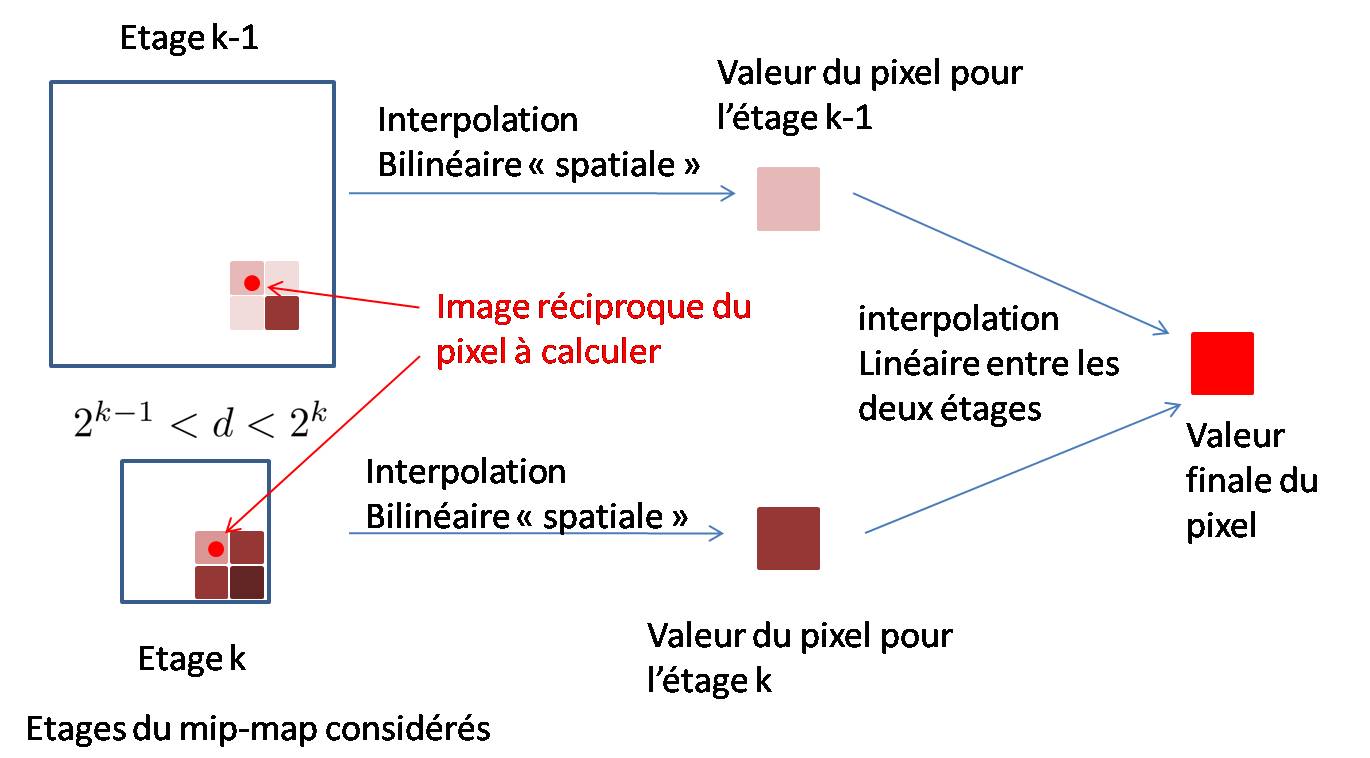 Etage k-1
Interpolation
Bilinéaire « spatiale »
Valeur du pixel pour
l’étage k-1
Image réciproque du
pixel à calculer
interpolation
Linéaire entre les
deux étages
2^{k-1} < d < 2^k
Interpolation
Bilinéaire « spatiale »
Valeur
finale du
pixel
Etage k
Valeur du pixel pour
l’étage k
Etages du mip-map considérés